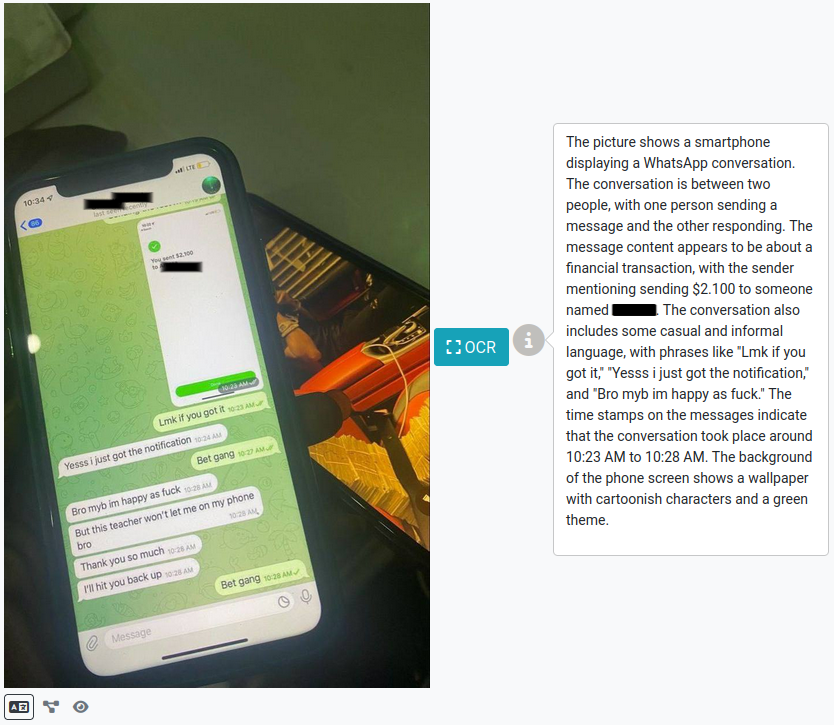 10:34
LTE
86
last seen recently
You sent $2,100
to
10:23 AM
Lmk if you got it 10:23 AM
Yesss i just got the notification 10:24 AM
Bet gang 10:27 AM
Bro myb im happy as fuck 10:28 AM
But this teacher won't let me on my phone
bro 10:28 AM
Thank you so much 10:28 AM
I'll hit you back up 10:28 AM
Bet gang 10:28 AM
Message
OCR
The picture shows a smartphone
displaying a WhatsApp conversation.
The conversation is between two
people, with one person sending a
message and the other responding. The
message content appears to be about a
financial transaction, with the sender
mentioning sending $2.100 to someone
named . The conversation also
includes some casual and informal
language, with phrases like "Lmk if you
got it," "Yesss i just got the notification,"
and "Bro myb im happy as fuck." The
time stamps on the messages indicate
that the conversation took place around
10:23 AM to 10:28 AM. The background
of the phone screen shows a wallpaper
with cartoonish characters and a green
theme.